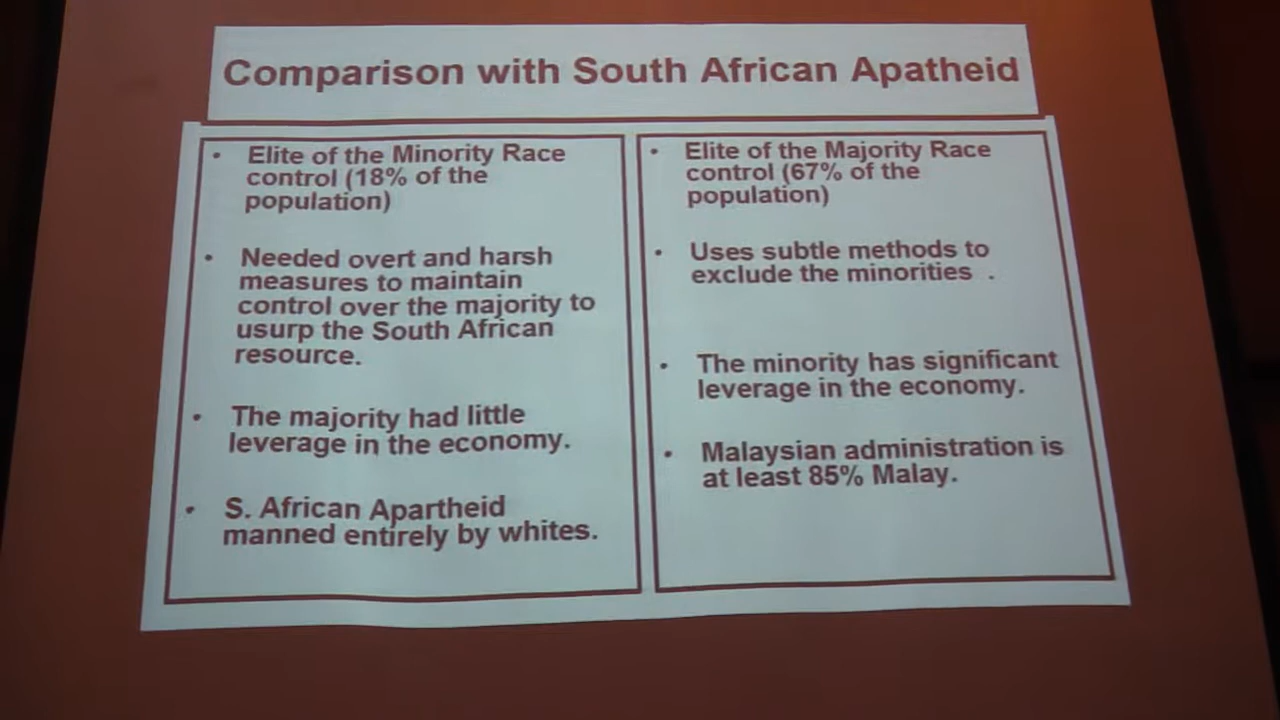 Comparison with South African Apatheid
• Elite of the Minority Race
control (18% of the
population)
• Needed overt and harsh
measures to maintain
control over the majority to
usurp the South African
resource.
• The majority had little
leverage in the economy.
• S. African Apartheid
manned entirely by whites.
• Elite of the Majority Race
control (67% of the
population)
• Uses subtle methods to
exclude the minorities .
• The minority has significant
leverage in the economy.
• Malaysian administration is
at least 85% Malay.